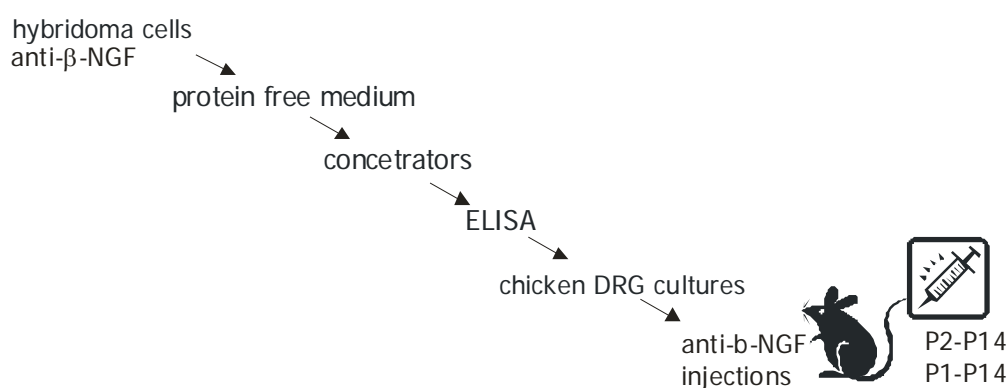 hybridoma cells
anti-β-NGF
protein free medium
concetrators
ELISA
chicken DRG cultures
anti-b-NGF
injections
P2-P14
P1-P14